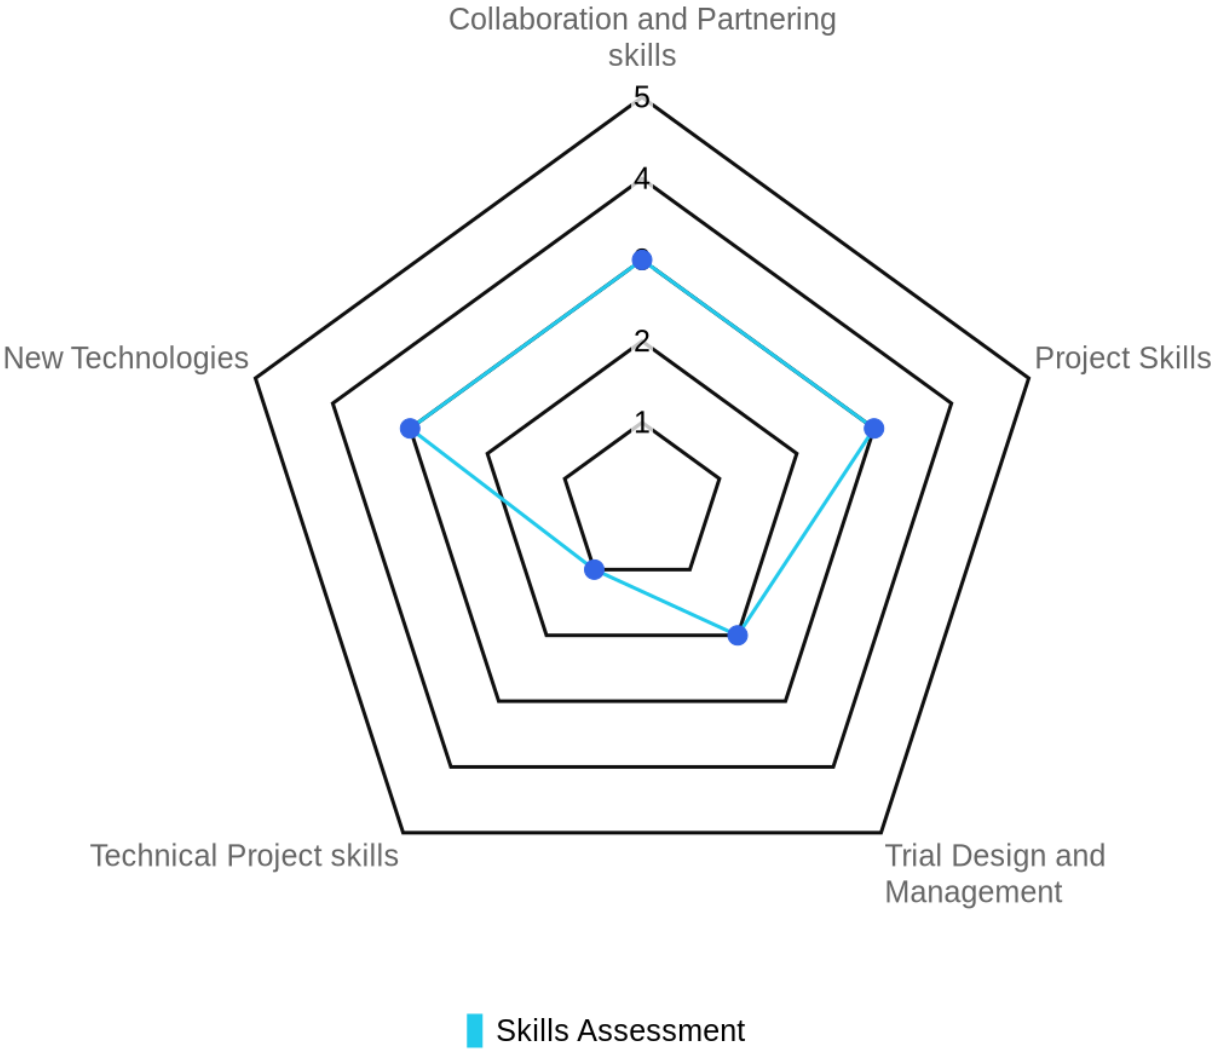 Collaboration and Partnering
skills
5
4
2
1
New Technologies
Project Skills
Technical Project skills
Trial Design and
Management
Skills Assessment